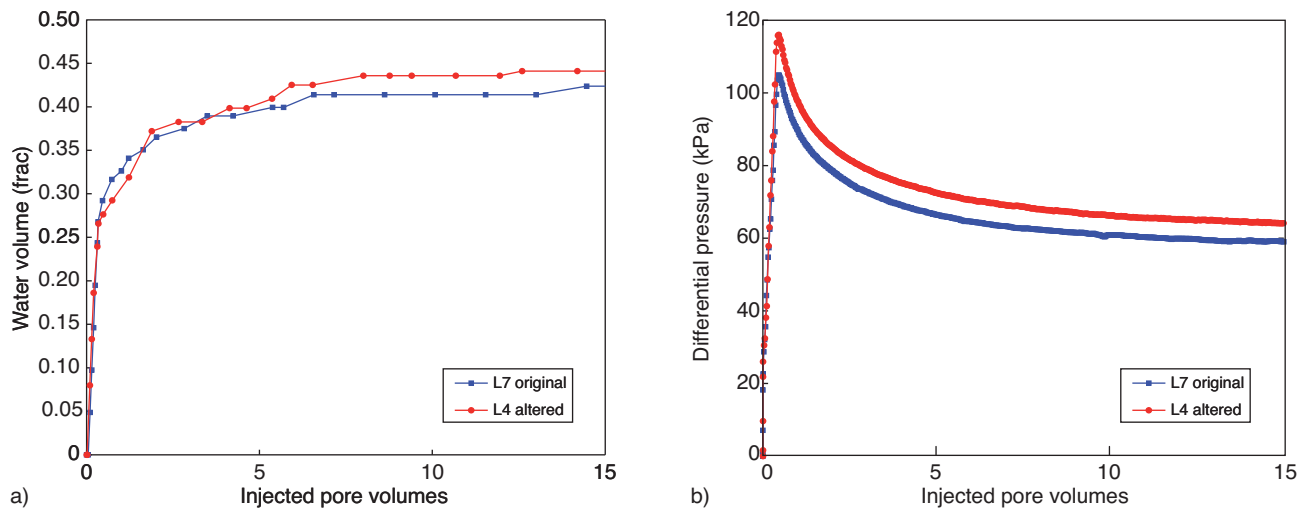 0.50
0.45
0.40
0.35
0.30
0.25
0.20
0.15
0.10
0.05
0
Water volume (frac)
L7 original
L4 altered
0 5 10 15
Injected pore volumes
a)
120
100
80
60
40
20
0
Differential pressure (kPa)
L7 original
L4 altered
0 5 10 15
Injected pore volumes
b)